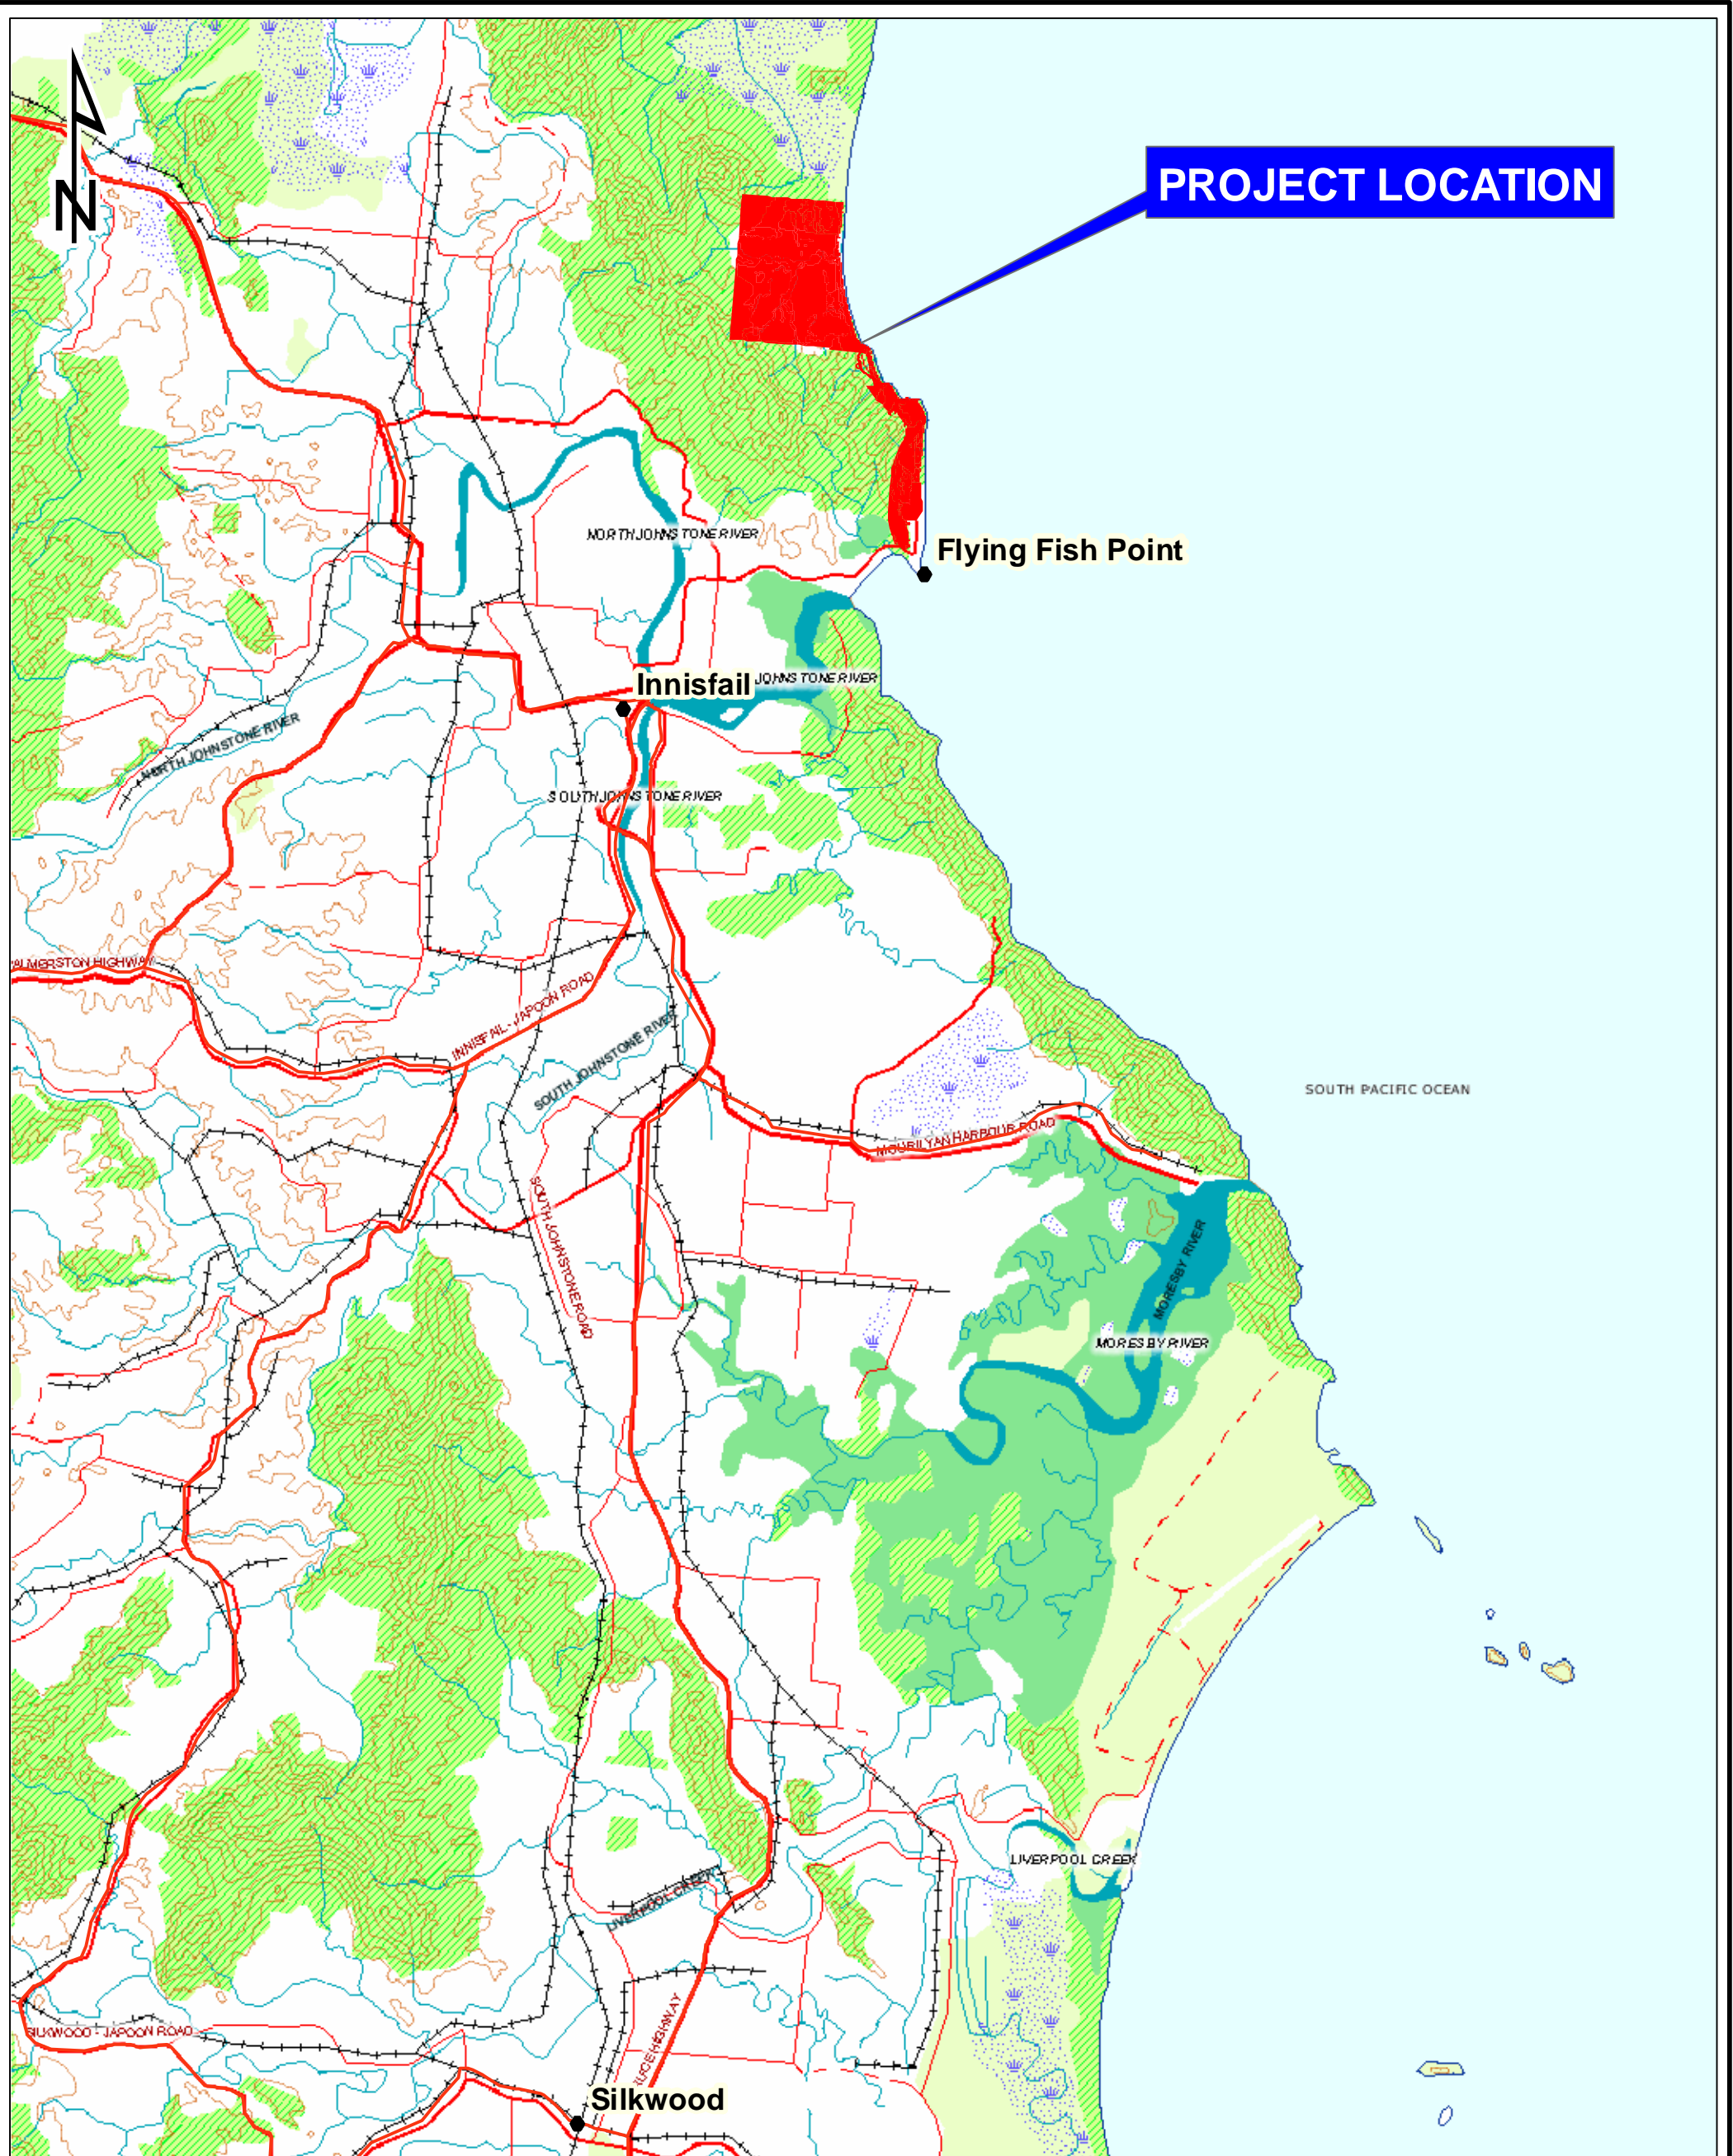 PROJECT LOCATION
N
NORTH JOHNSTONE RIVER
Flying Fish Point
Innisfail
JOHNSTONE RIVER
NORTH JOHNSTONE RIVER
SOUTH JOHNSTONE RIVER
ALMERSTON HIGHWAY
INNISFAIL - JAPOON ROAD
SOUTH JOHNSTONE RIVER
SOUTH PACIFIC OCEAN
MOURILYAN HARBOUR ROAD
SOUTH JOHNSTONE ROAD
MORESBY RIVER
MORESBY RIVER
LIVERPOOL CREEK
LIVERPOOL CREEK
SILKWOOD - JAPOON ROAD
HIGHWAY
Silkwood